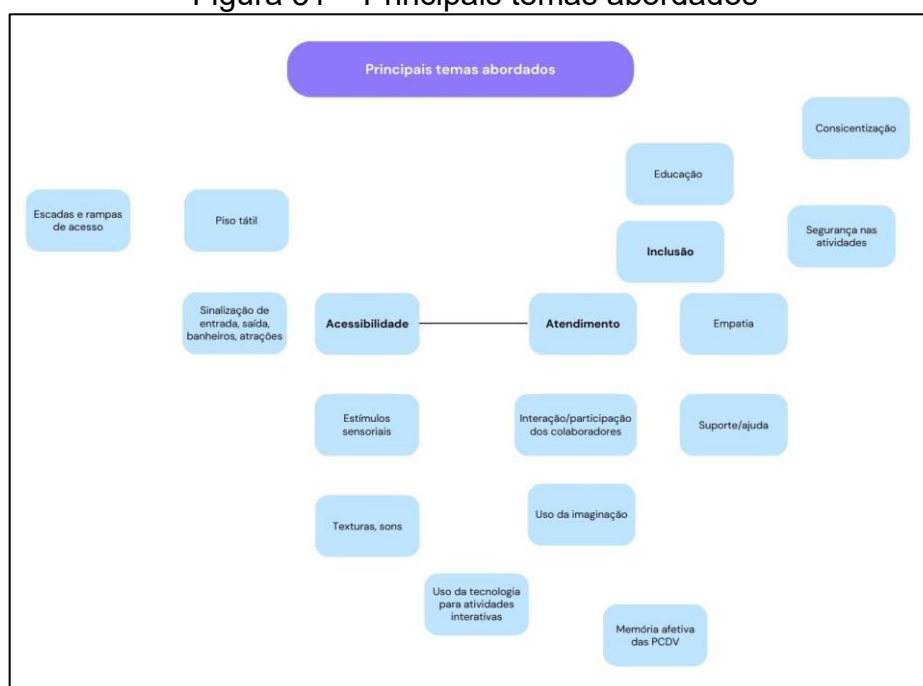 Figura 31 – Principais temas abordados
Principais temas abordados
Consicentização
Educação
Escadas e rampas
de acesso
Piso tátil
Segurança nas
atividades
Inclusão
Sinalização de
entrada, saída,
banheiros, atrações
Acessibilidade
Atendimento
Empatia
Estímulos
sensoriais
Interação/participação
dos colaboradores
Suporte/ajuda
Texturas, sons
Uso da imaginação
Uso da tecnologia
para atividades
interativas
Memória afetiva
das PCDV